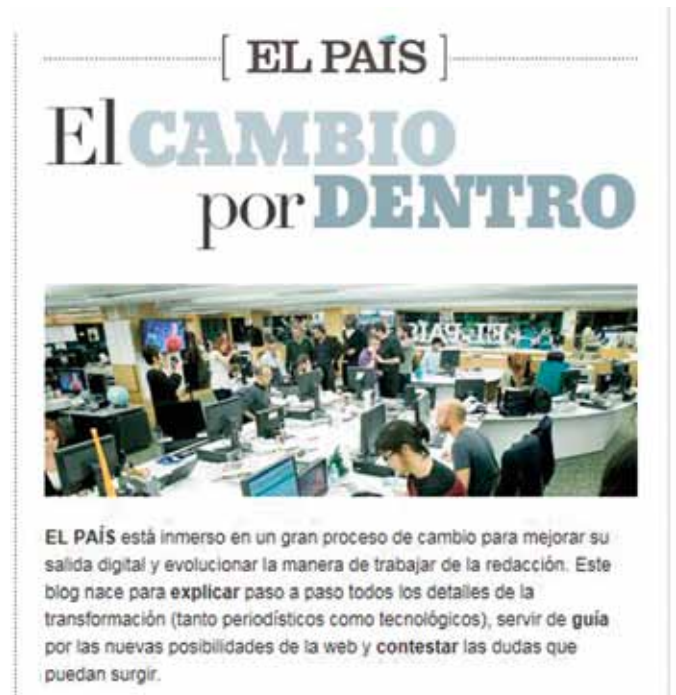 [ EL PAÍS ]
El CAMBIO
por DENTRO
EL PAIS
EL PAÍS está inmerso en un gran proceso de cambio para mejorar su
salida digital y evolucionar la manera de trabajar de la redacción. Este
blog nace para explicar paso a paso todos los detalles de la
transformación (tanto periodísticos como tecnológicos), servir de guía
por las nuevas posibilidades de la web y contestar las dudas que
puedan surgir.